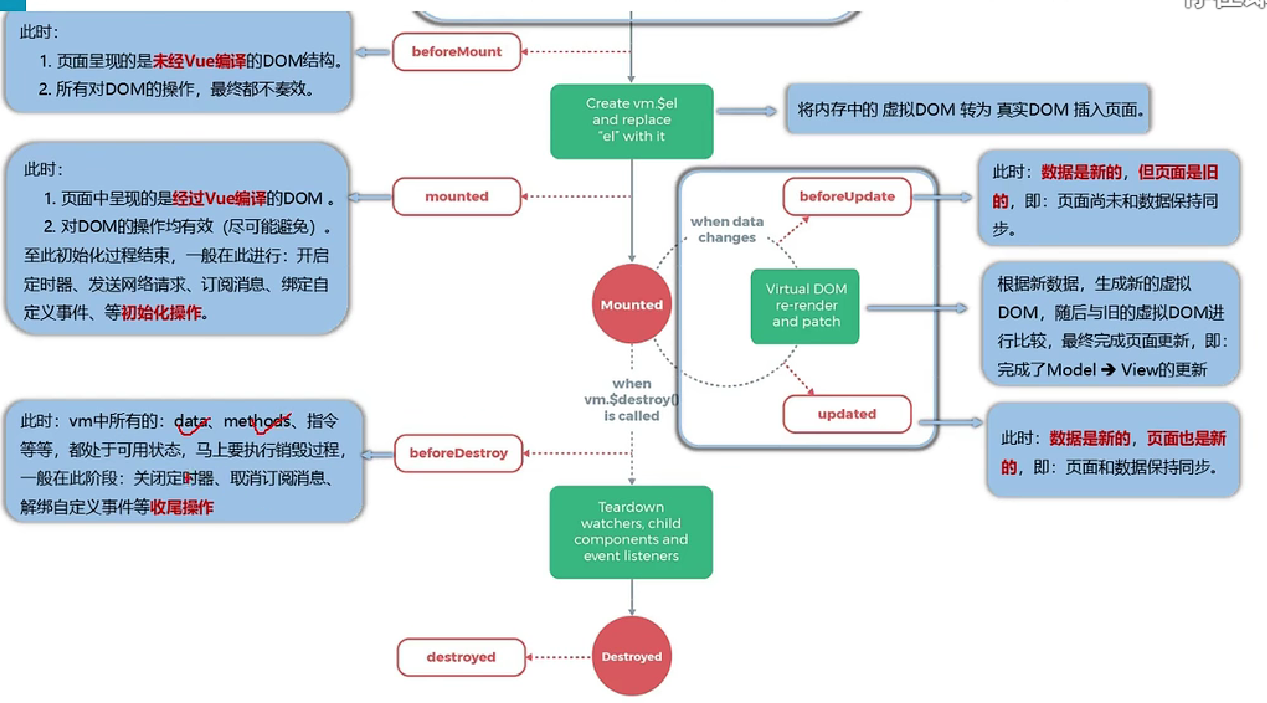 此时：
1. 页面呈现的是未经Vue编译的DOM结构。
2. 所有对DOM的操作，最终都不奏效。
beforeMount
Create vm.$el
and replace
"el" with it
将内存中的 虚拟DOM 转为 真实DOM 插入页面。
此时：
1. 页面中呈现的是经过Vue编译的DOM 。
2. 对DOM的操作均有效（尽可能避免）。
至此初始化过程结束，一般在此进行：开启
定时器、发送网络请求、订阅消息、绑定自
定义事件、等初始化操作。
mounted
Mounted
when data
changes
beforeUpdate
此时：数据是新的，但页面是旧
的，即：页面尚未和数据保持同
步。
Virtual DOM
re-render
and patch
根据新数据，生成新的虚拟
DOM，随后与旧的虚拟DOM进
行比较，最终完成页面更新，即：
完成了Model ➔ View的更新
updated
此时：数据是新的，页面也是新
的，即：页面和数据保持同步。
when
vm.$destroy()
is called
此时：vm中所有的：data、methods、指令
等等，都处于可用状态，马上要执行销毁过程，
一般在此阶段：关闭定时器、取消订阅消息、
解绑自定义事件等收尾操作
beforeDestroy
Teardown
watchers, child
components and
event listeners
destroyed
Destroyed